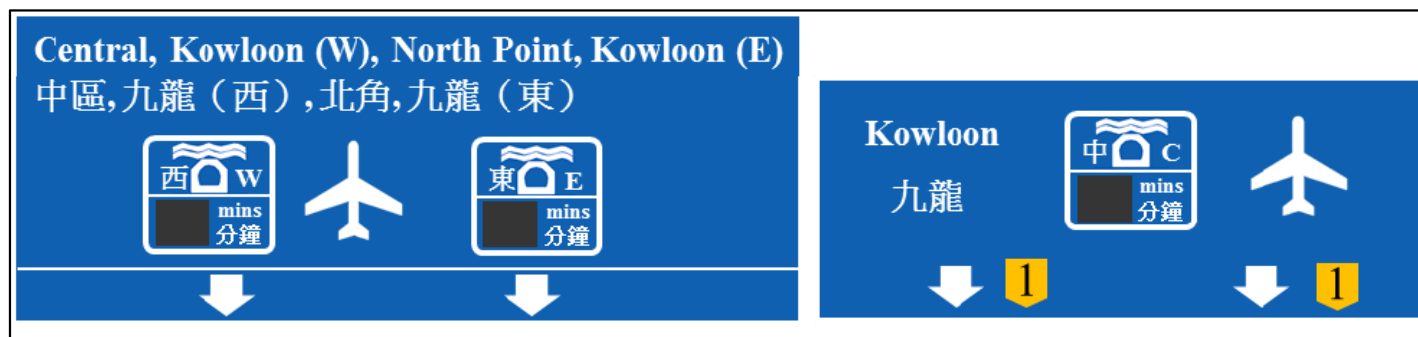 Central, Kowloon (W), North Point, Kowloon (E)
中區,九龍（西）,北角,九龍（東）
西 W
mins
分鐘
東 E
mins
分鐘
Kowloon
九龍
中 C
mins
分鐘
1
1